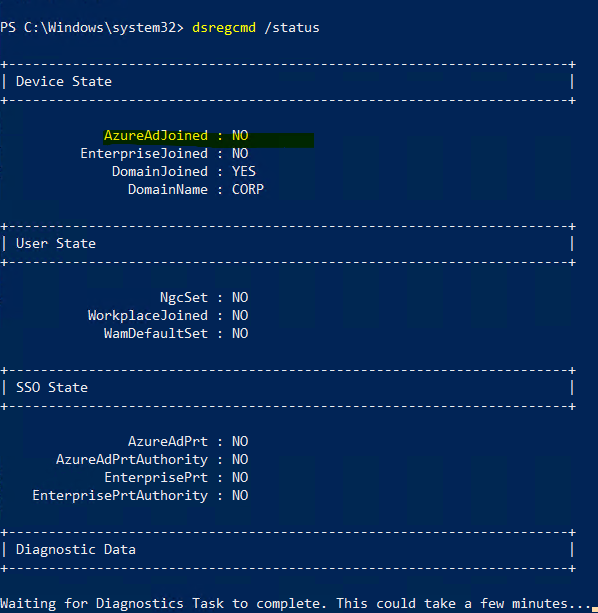 PS C:\Windows\system32> dsregcmd /status
+----------------------------------------------------------------------+
| Device State                                                         |
+----------------------------------------------------------------------+
AzureAdJoined : NO
EnterpriseJoined : NO
DomainJoined : YES
DomainName : CORP
+----------------------------------------------------------------------+
| User State                                                           |
+----------------------------------------------------------------------+
NgcSet : NO
WorkplaceJoined : NO
WamDefaultSet : NO
+----------------------------------------------------------------------+
| SSO State                                                            |
+----------------------------------------------------------------------+
AzureAdPrt : NO
AzureAdPrtAuthority : NO
EnterprisePrt : NO
EnterprisePrtAuthority : NO
+----------------------------------------------------------------------+
| Diagnostic Data                                                      |
+----------------------------------------------------------------------+
Waiting for Diagnostics Task to complete. This could take a few minutes...